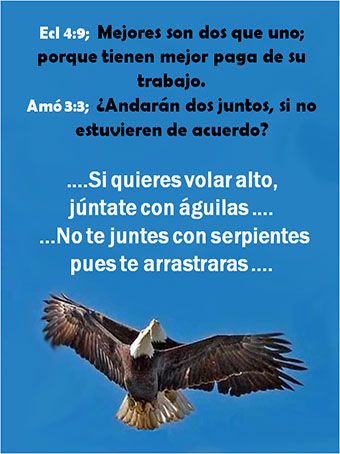 Ecl 4:9; Mejores son dos que uno;
porque tienen mejor paga de su
trabajo.
Amó 3:3; ¿Andarán dos juntos, si no
estuvieren de acuerdo?
....Si quieres volar alto,
júntate con águilas ....
...No te juntes con serpientes
pues te arrastraras ....